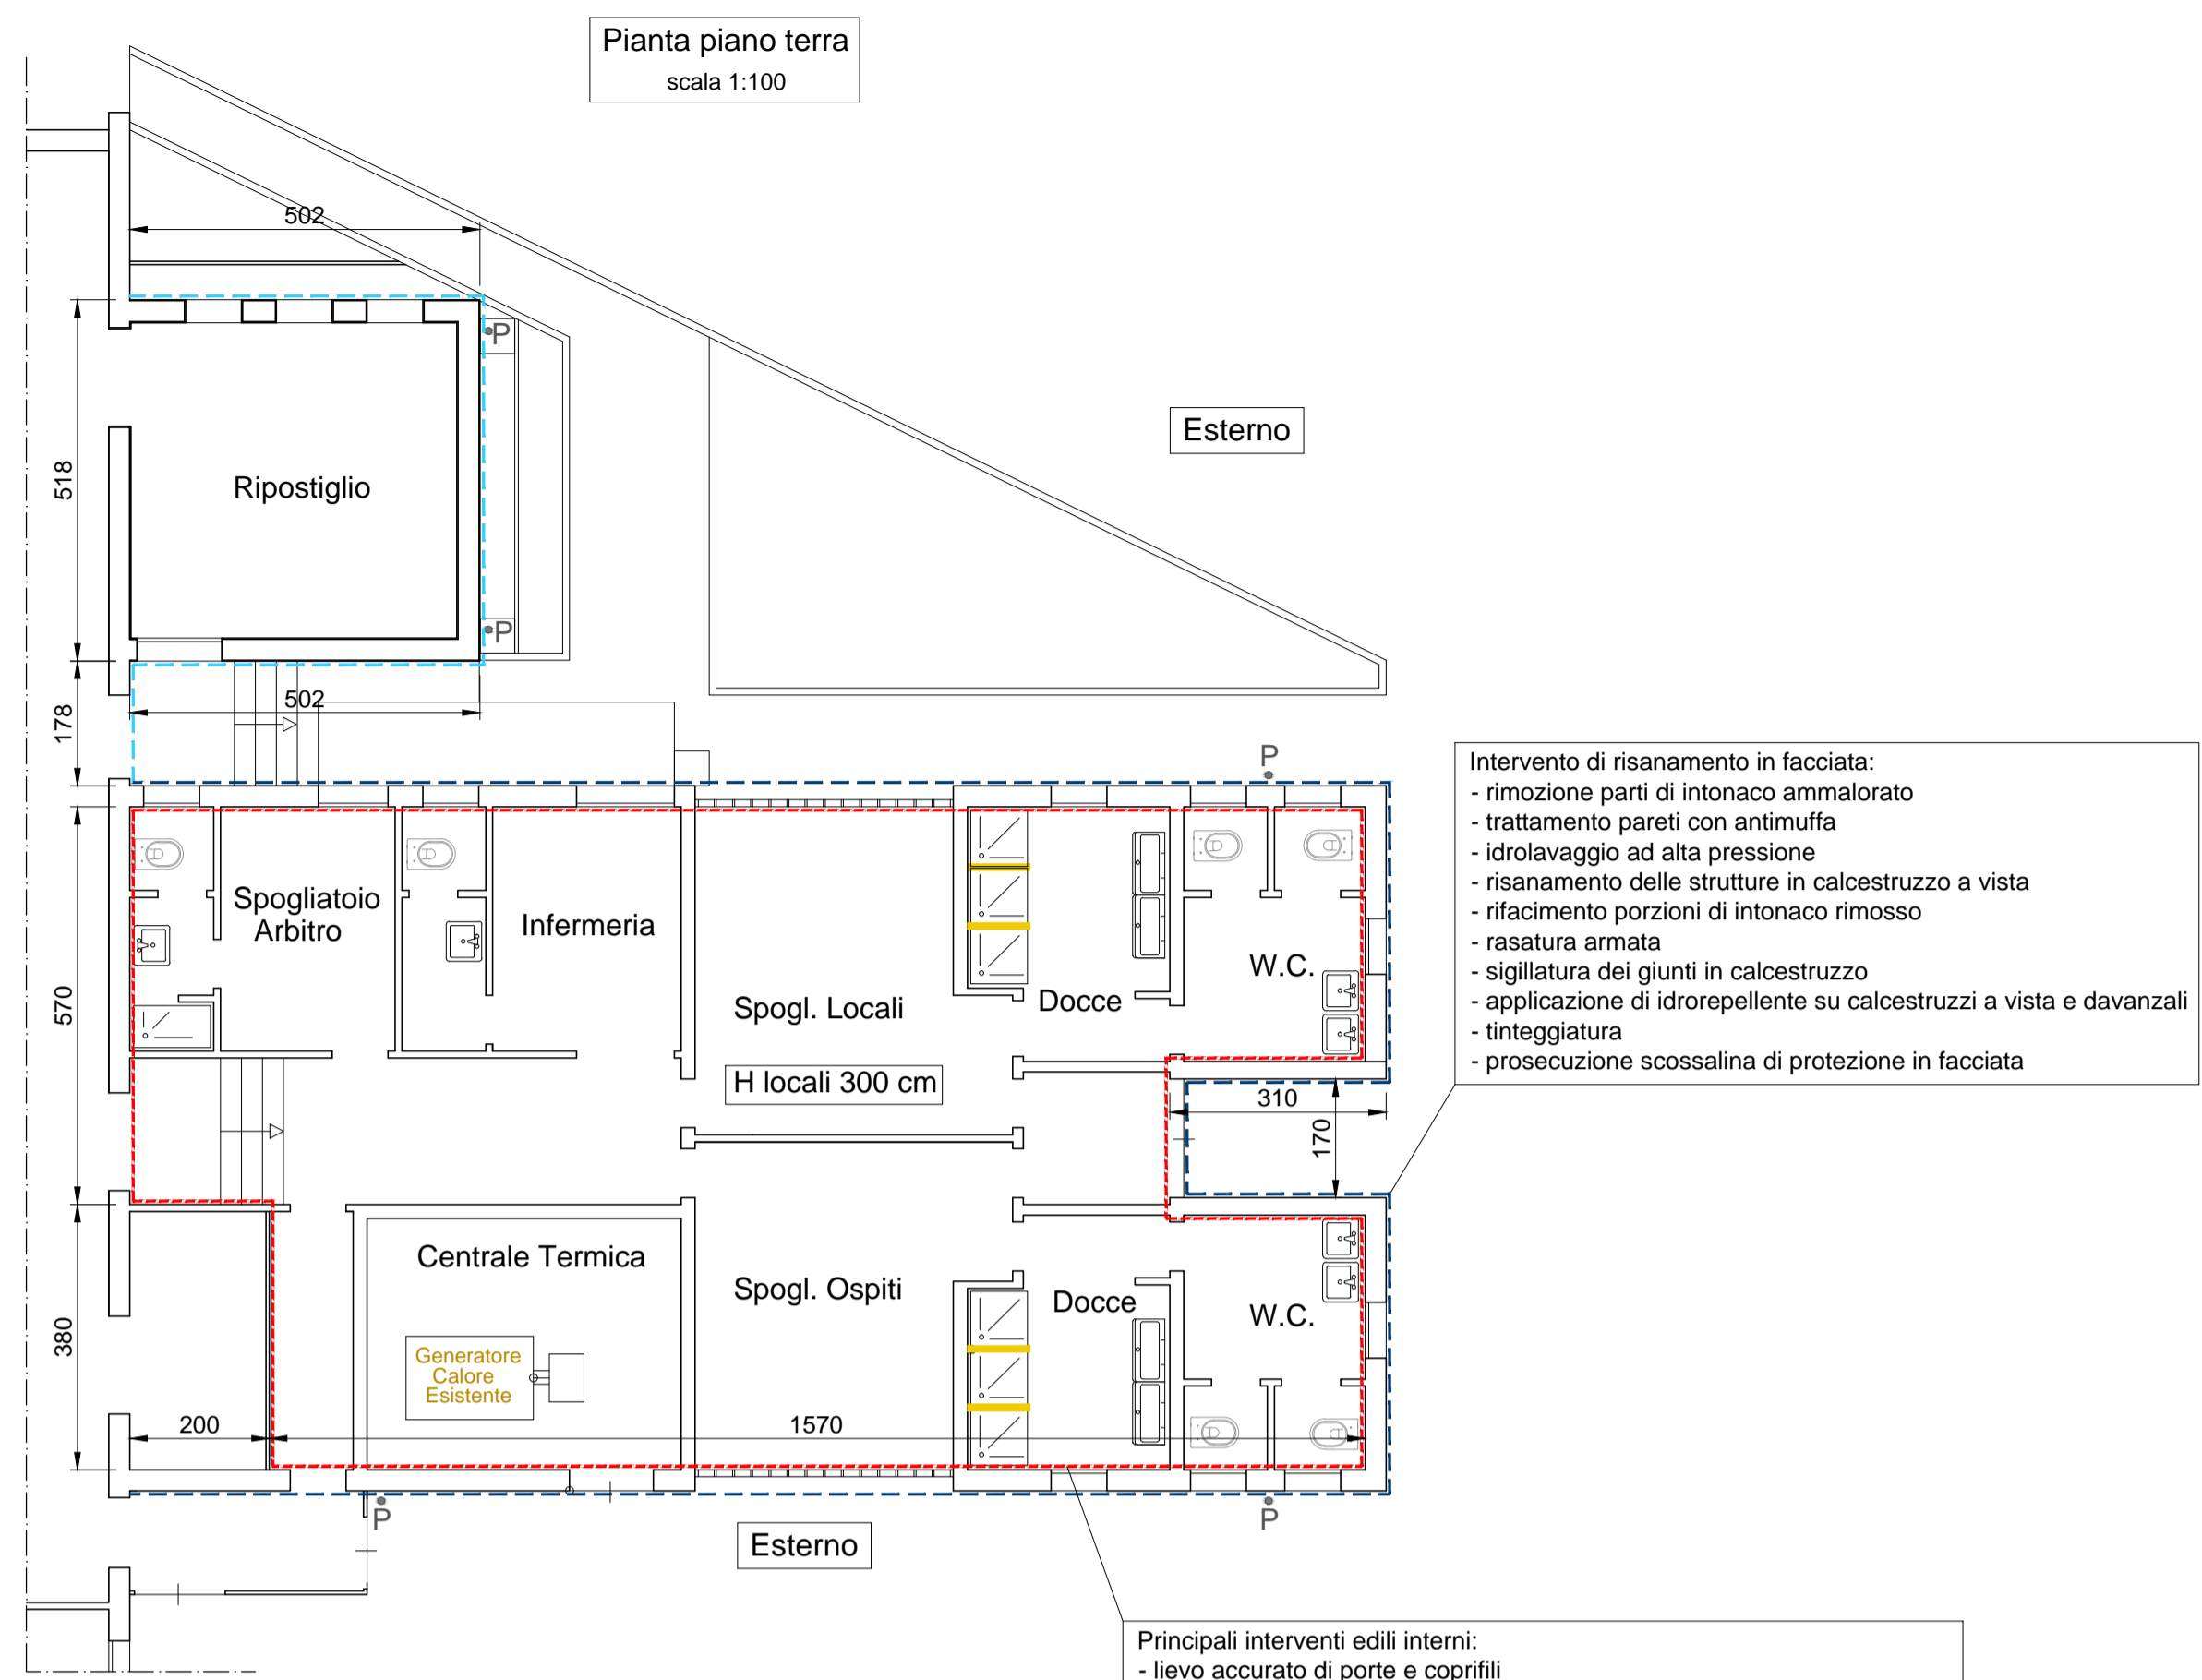 Pianta piano terra
scala 1:100
502
P
Esterno
518
Ripostiglio
P
502
178
P
Intervento di risanamento in facciata:
- rimozione parti di intonaco ammalorato
- trattamento pareti con antimuffa
- idrolavaggio ad alta pressione
- risanamento delle strutture in calcestruzzo a vista
- rifacimento porzioni di intonaco rimosso
- rasatura armata
- sigillatura dei giunti in calcestruzzo
- applicazione di idrorepellente su calcestruzzi a vista e davanzali
- tinteggiatura
- prosecuzione scossalina di protezione in facciata
Spogliatoio
Arbitro
Infermeria
W.C.
570
Spogl. Locali
Docce
H locali 300 cm
310
170
Centrale Termica
Spogl. Ospiti
Docce
W.C.
380
Generatore
Calore
Esistente
200
1570
P
P
Esterno
Principali interventi edili interni:
- lievo accurato di porte e coprifili